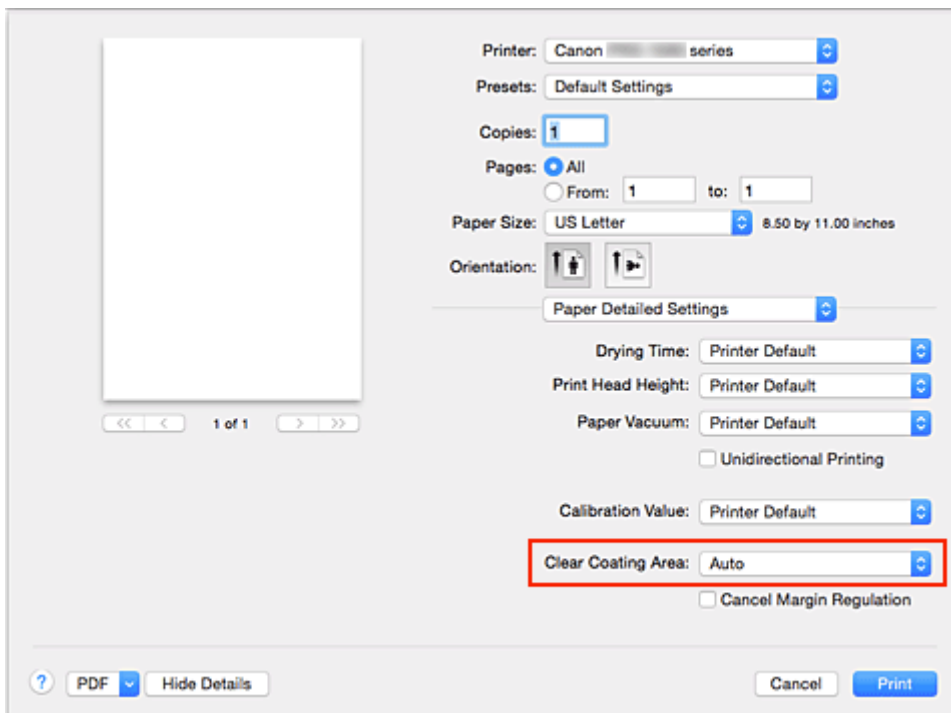 Printer: Canon series
Presets: Default Settings
Copies: 1
Pages: All
From: 1 to: 1
Paper Size: US Letter 8.50 by 11.00 inches
Orientation:
Paper Detailed Settings
Drying Time: Printer Default
Print Head Height: Printer Default
<< < 1 of 1 > >>
Paper Vacuum: Printer Default
Unidirectional Printing
Calibration Value: Printer Default
Clear Coating Area: Auto
Cancel Margin Regulation
? PDF Hide Details Cancel Print